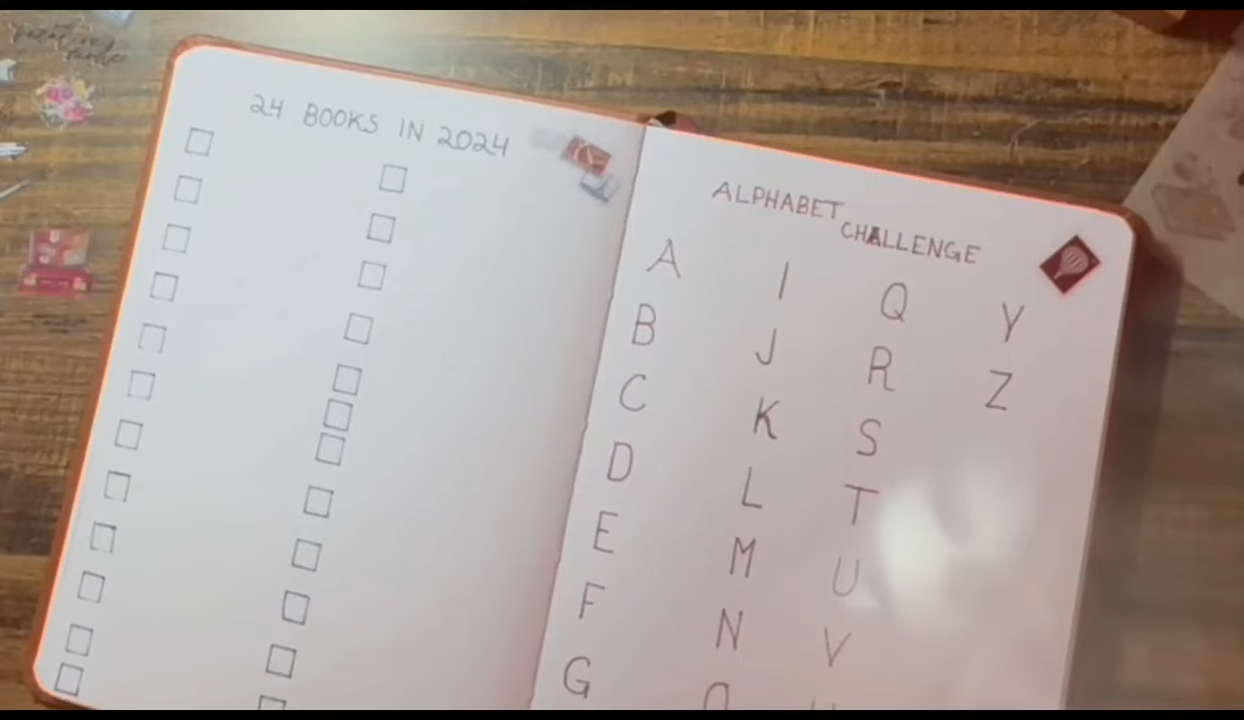 24 BOOKS IN 2024
ALPHABET
CHALLENGE
A I Q Y
B J R Z
C K S
D L T
E M U
F N V
G